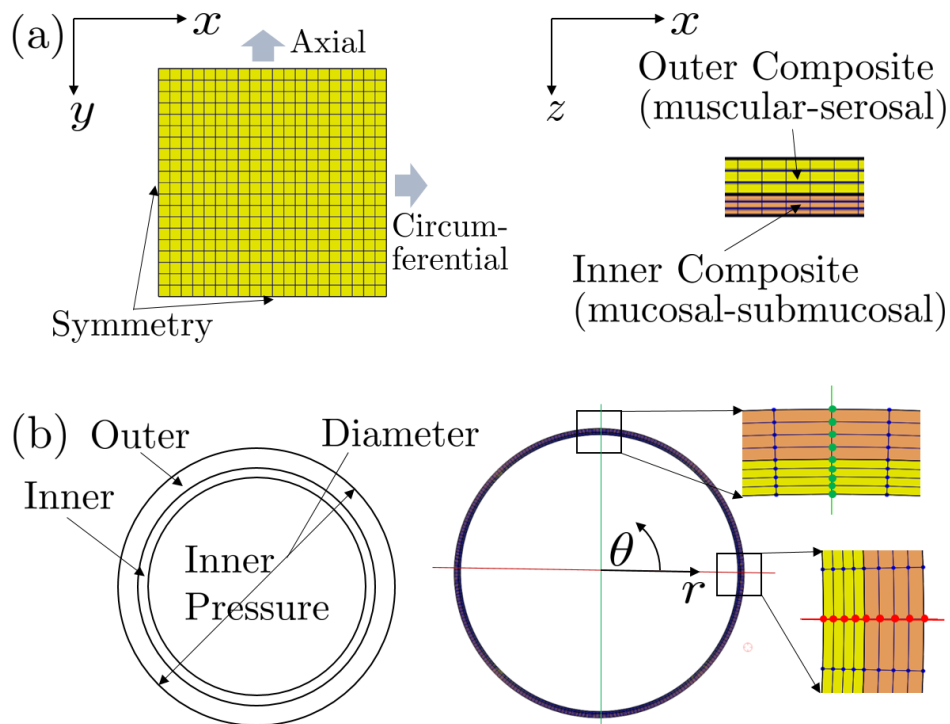 (a)
x
y
Axial
Circum-
ferential
Symmetry
x
z
Outer Composite
(muscular-serosal)
Inner Composite
(mucosal-submucosal)
(b)
Outer
Diameter
Inner
Inner
Pressure
θ
r